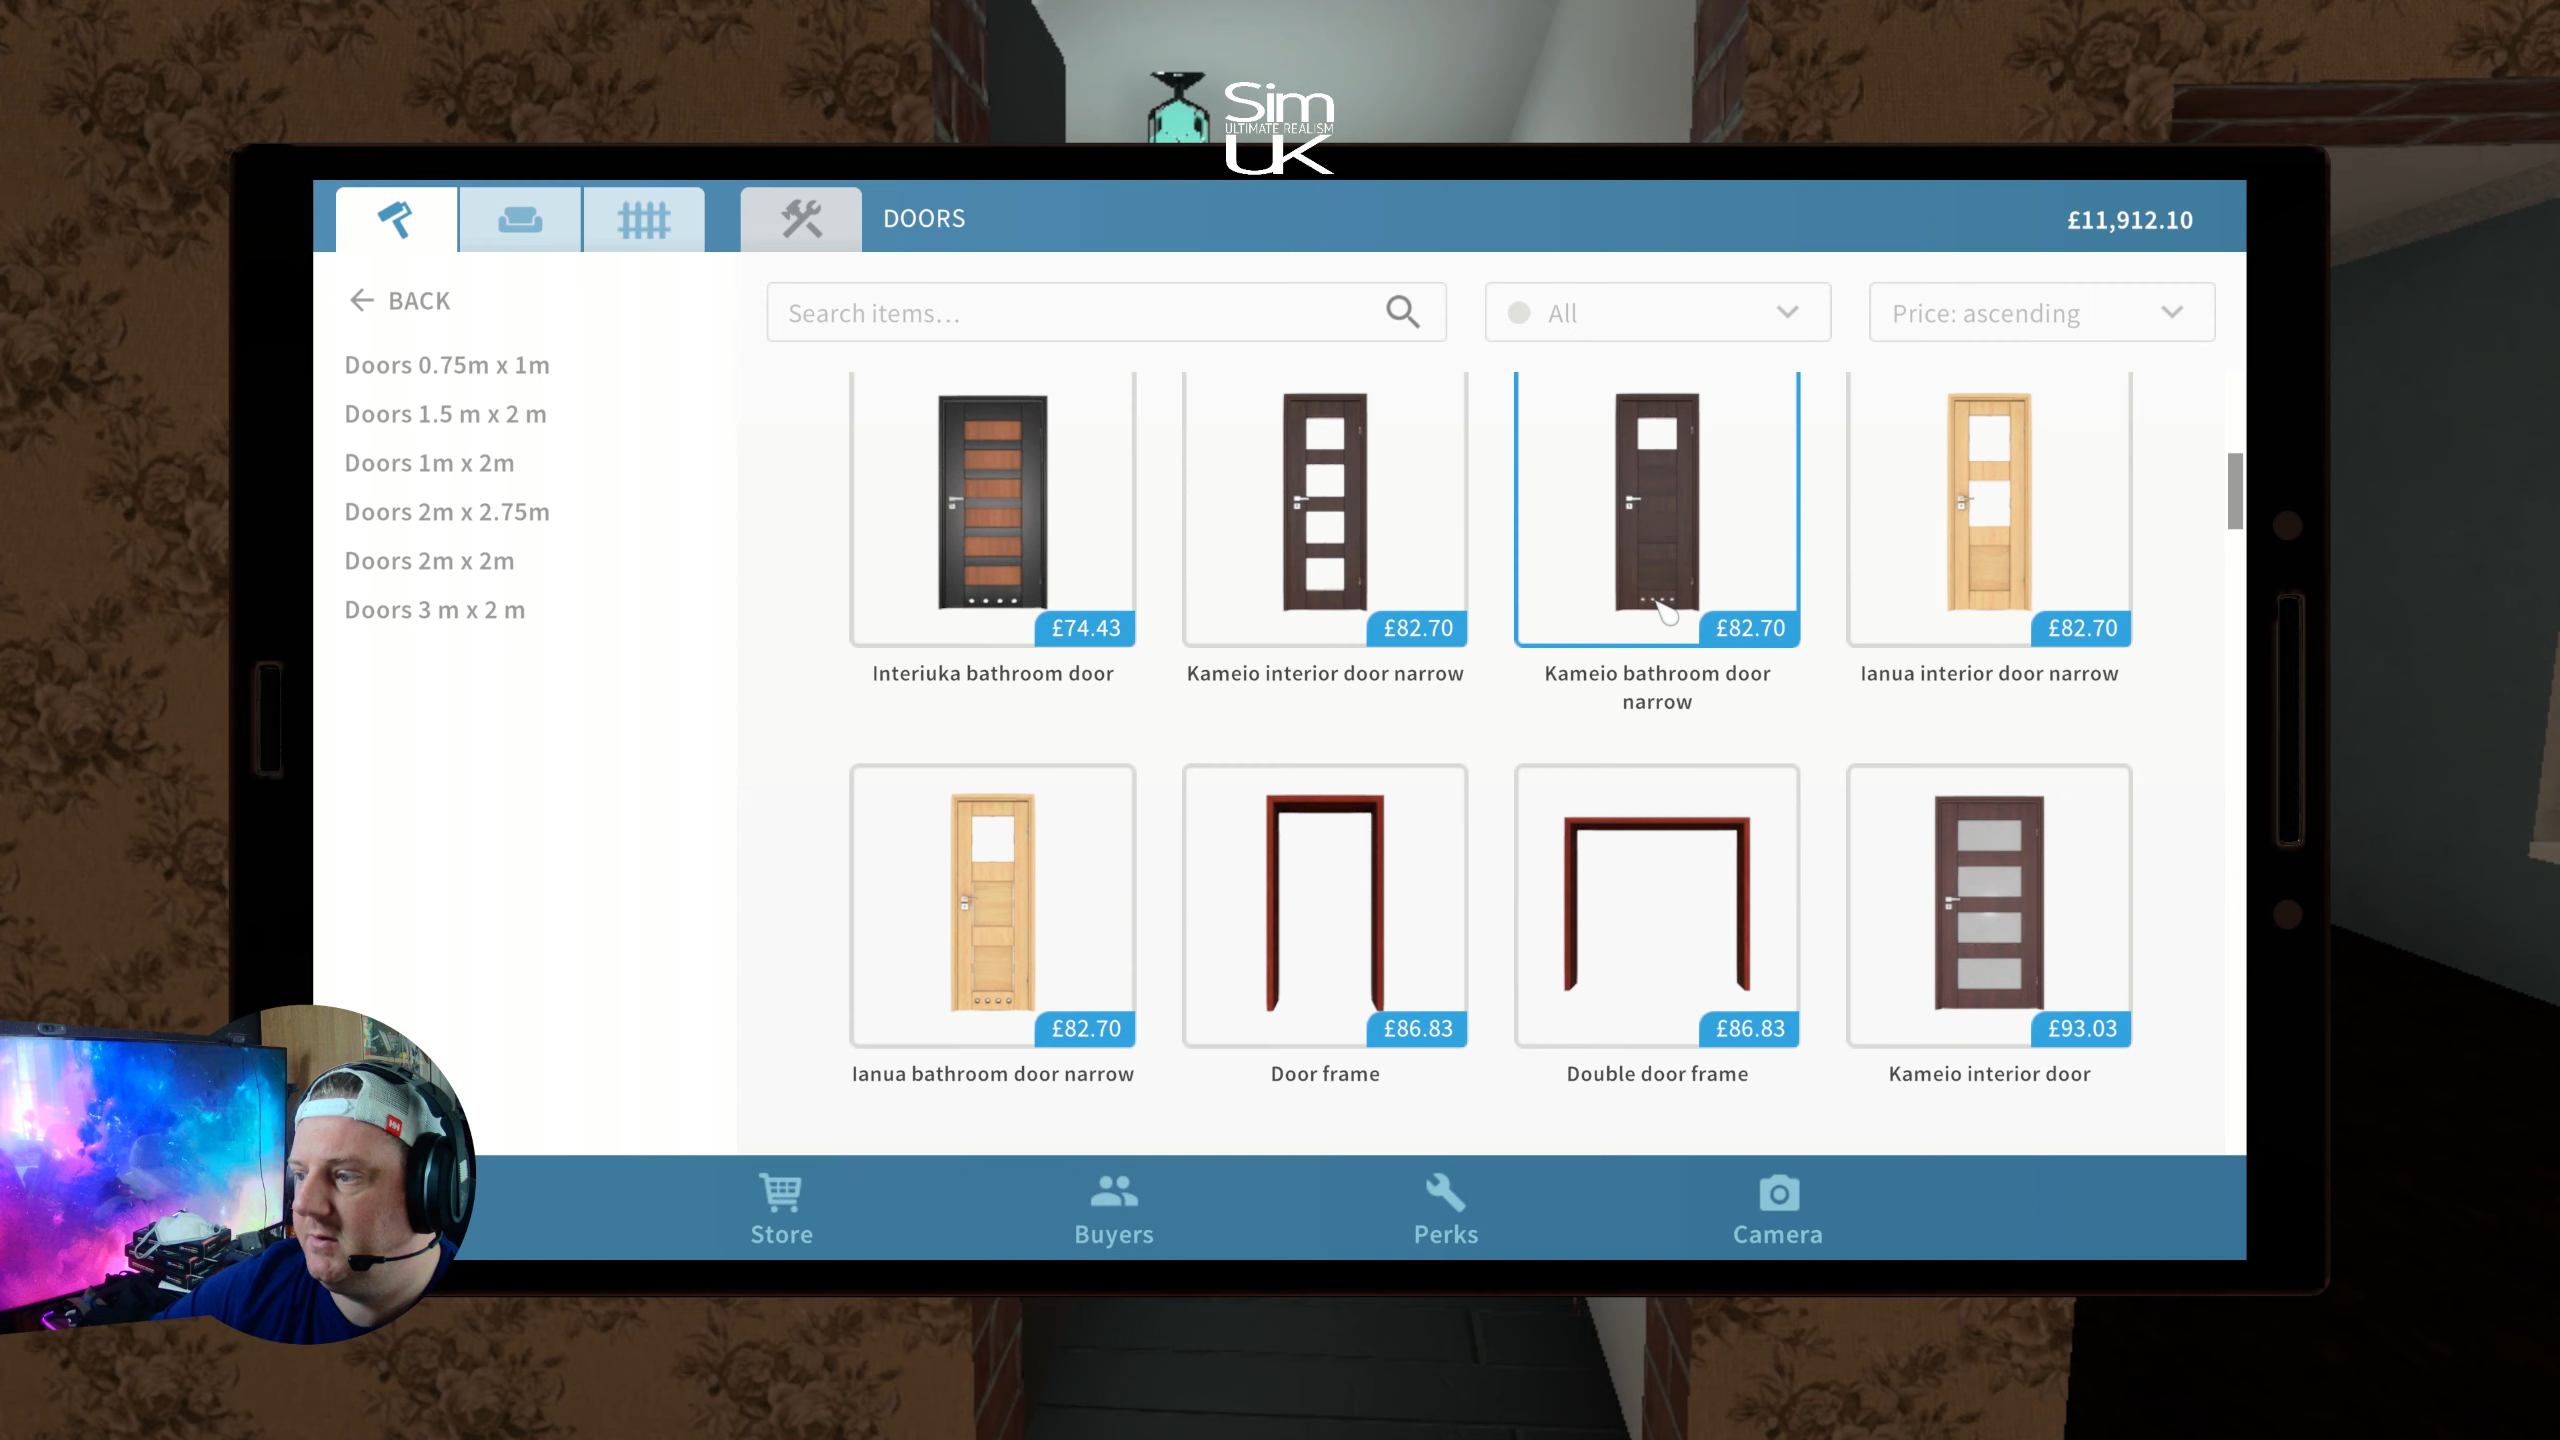 Sim
ULTIMATE REALISM
UK
DOORS
£11,912.10
BACK
Search items...
All
Price: ascending
Doors 0.75m x 1m
Doors 1.5 m x 2 m
Doors 1m x 2m
Doors 2m x 2.75m
Doors 2m x 2m
Doors 3 m x 2 m
£74.43
£82.70
£82.70
£82.70
Interiuka bathroom door
Kameio interior door narrow
Kameio bathroom door
narrow
Ianua interior door narrow
£82.70
£86.83
£86.83
£93.03
Ianua bathroom door narrow
Door frame
Double door frame
Kameio interior door
Store
Buyers
Perks
Camera
HH